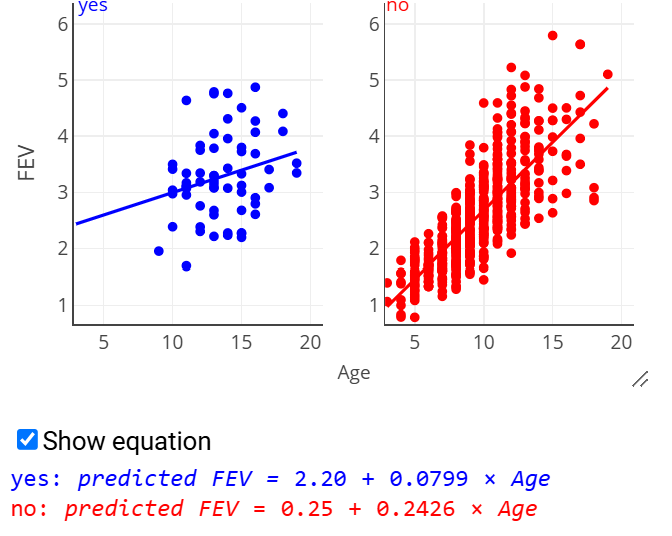 yes
no
6
5
4
3
2
1
FEV
5
10
15
20
6
5
4
3
2
1
5
10
15
20
Age
Show equation
yes: predicted FEV = 2.20 + 0.0799 × Age
no: predicted FEV = 0.25 + 0.2426 × Age